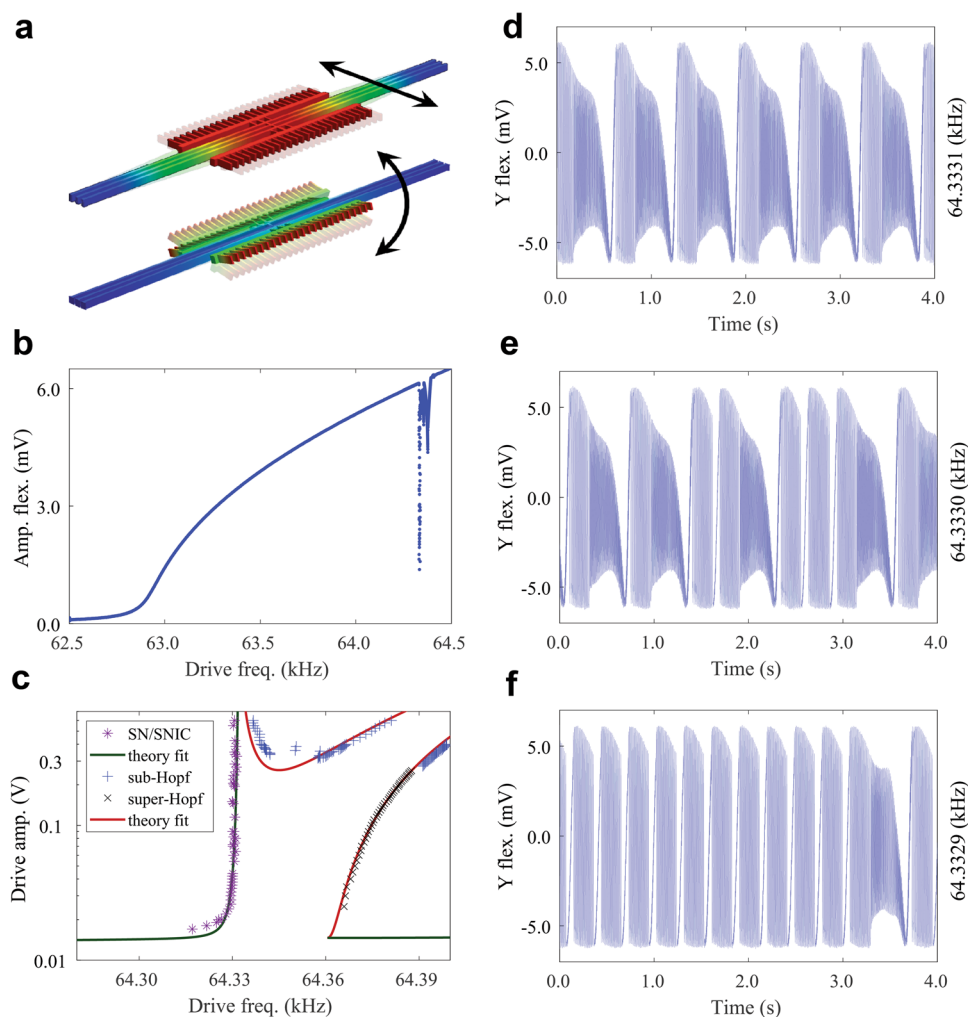 a
b
6.0
3.0
0.0
Amp. flex. (mV)
62.5 63.0 63.5 64.0 64.5
Drive freq. (kHz)
c
SN/SNIC
theory fit
sub-Hopf
super-Hopf
theory fit
0.3
0.1
0.01
Drive amp. (V)
64.30 64.33 64.36 64.39
Drive freq. (kHz)
d
5.0
0.0
-5.0
Y flex. (mV)
64.3331 (kHz)
0.0 1.0 2.0 3.0 4.0
Time (s)
e
5.0
0.0
-5.0
Y flex. (mV)
64.3330 (kHz)
0.0 1.0 2.0 3.0 4.0
Time (s)
f
5.0
0.0
-5.0
Y flex. (mV)
64.3329 (kHz)
0.0 1.0 2.0 3.0 4.0
Time (s)